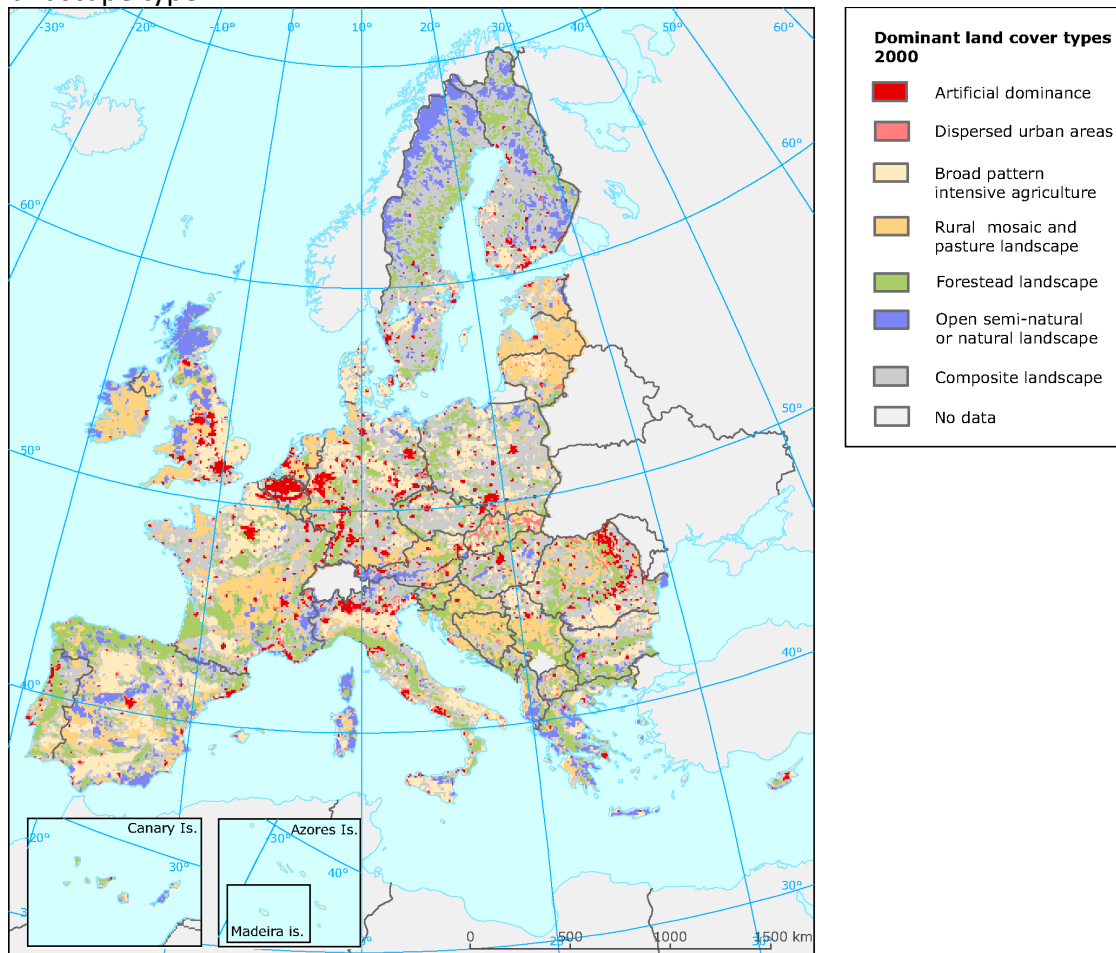 -30°
-20°
-10°
0°
10°
20°
30°
40°
50°
60°
60°
60°
50°
50°
40°
40°
30°
Canary Is.
-20°
30°
Azores Is.
-30°
40°
Madeira is.
0
500
1000
1500 km
Dominant land cover types
2000
Artificial dominance
Dispersed urban areas
Broad pattern
intensive agriculture
Rural mosaic and
pasture landscape
Forestead landscape
Open semi-natural
or natural landscape
Composite landscape
No data